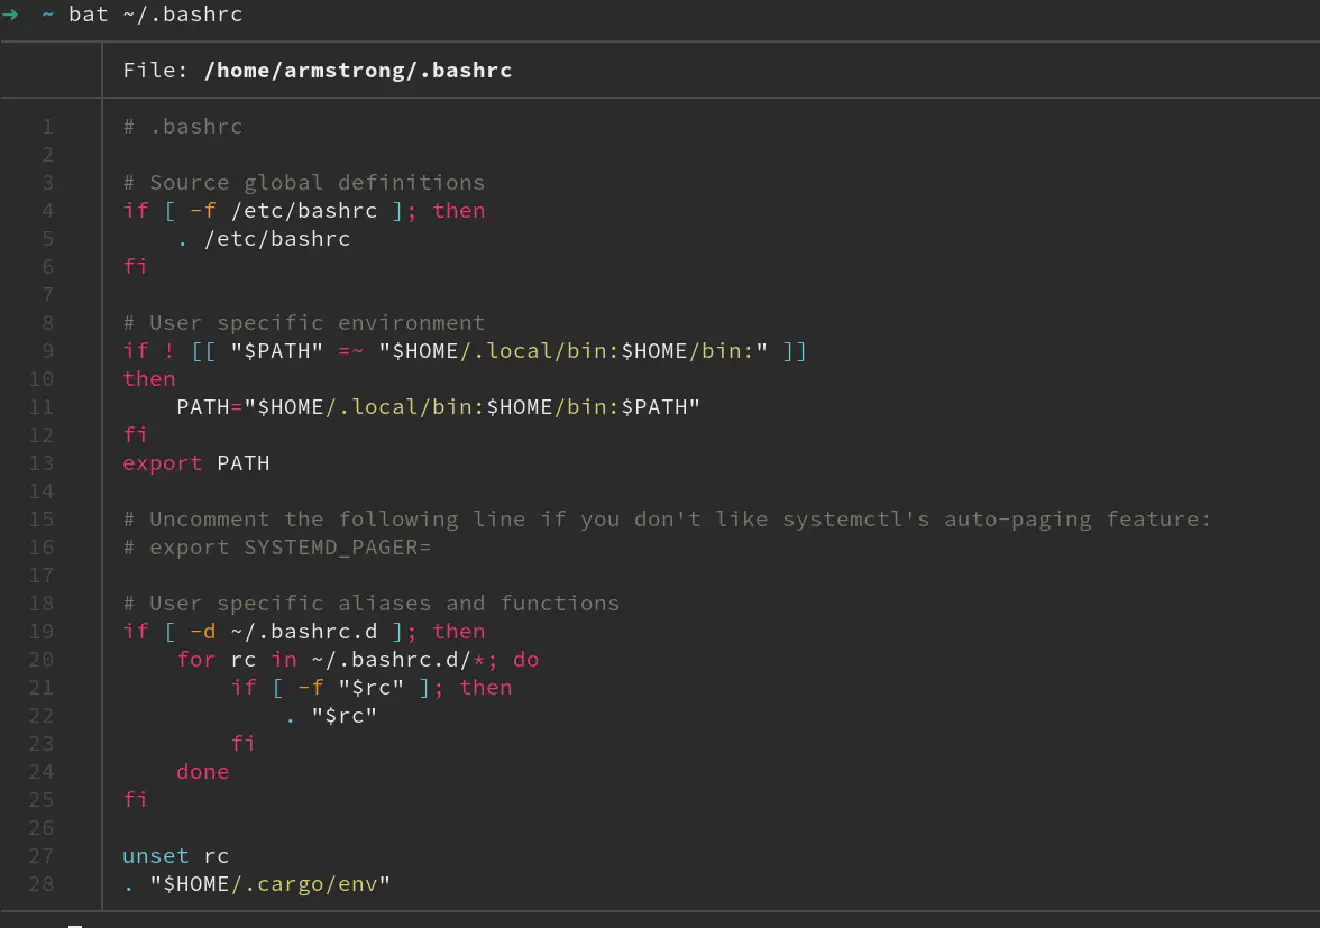 ➜ ~ bat ~/.bashrc
File: /home/armstrong/.bashrc
1 # .bashrc
2
3 # Source global definitions
4 if [ -f /etc/bashrc ]; then
5     . /etc/bashrc
6 fi
7
8 # User specific environment
9 if ! [[ "$PATH" =~ "$HOME/.local/bin:$HOME/bin:" ]]
10 then
11     PATH="$HOME/.local/bin:$HOME/bin:$PATH"
12 fi
13 export PATH
14
15 # Uncomment the following line if you don't like systemctl's auto-paging feature:
16 # export SYSTEMD_PAGER=
17
18 # User specific aliases and functions
19 if [ -d ~/.bashrc.d ]; then
20     for rc in ~/.bashrc.d/*; do
21         if [ -f "$rc" ]; then
22             . "$rc"
23         fi
24     done
25 fi
26
27 unset rc
28 . "$HOME/.cargo/env"